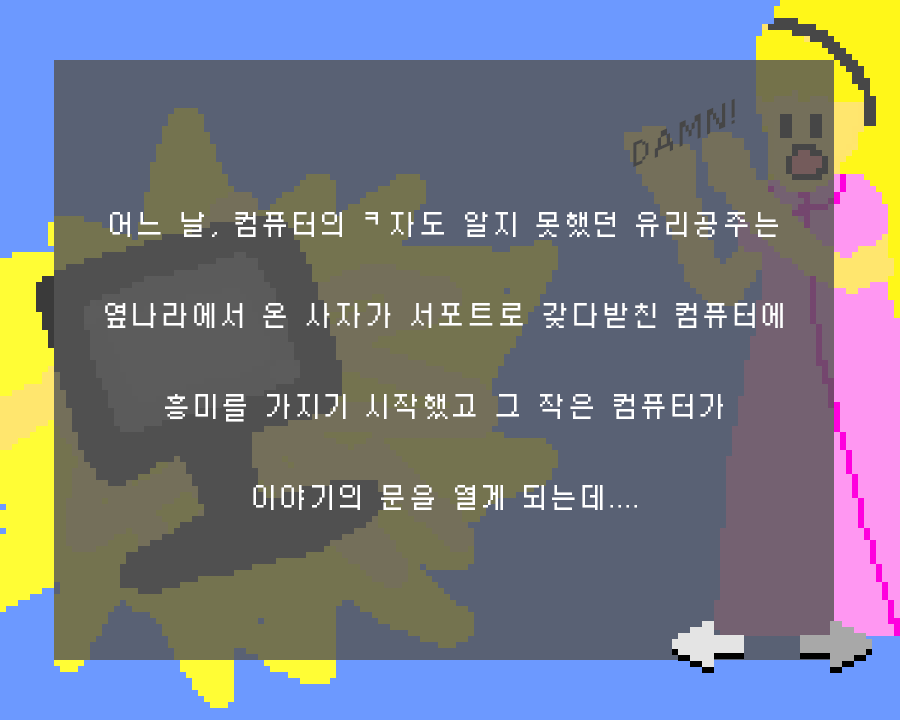 DAMN!
어느 날, 컴퓨터의 ㅋ자도 알지 못했던 유리공주는
옆나라에서 온 사자가 서포트로 갖다받친 컴퓨터에
흥미를 가지기 시작했고 그 작은 컴퓨터가
이야기의 문을 열게 되는데....